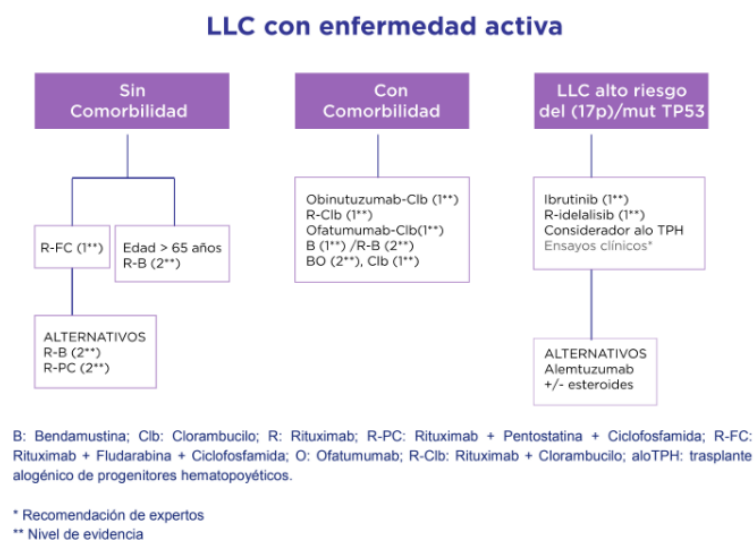 LLC con enfermedad activa
Sin
Comorbilidad
Con
Comorbilidad
LLC alto riesgo
del (17p)/mut TP53
R-FC (1**)
Edad > 65 años
R-B (2**)
ALTERNATIVOS
R-B (2**)
R-PC (2**)
Obinutuzumab-Clb (1**)
R-Clb (1**)
Ofatumumab-Clb(1**)
B (1**) /R-B (2**)
BO (2**), Clb (1**)
Ibrutinib (1**)
R-idelalisib (1**)
Considerador alo TPH
Ensayos clínicos*
ALTERNATIVOS
Alemtuzumab
+/- esteroides
B: Bendamustina; Clb: Clorambucilo; R: Rituximab; R-PC: Rituximab + Pentostatina + Ciclofosfamida; R-FC:
Rituximab + Fludarabina + Ciclofosfamida; O: Ofatumumab; R-Clb: Rituximab + Clorambucilo; aloTPH: trasplante
alogénico de progenitores hematopoyéticos.
* Recomendación de expertos
** Nivel de evidencia